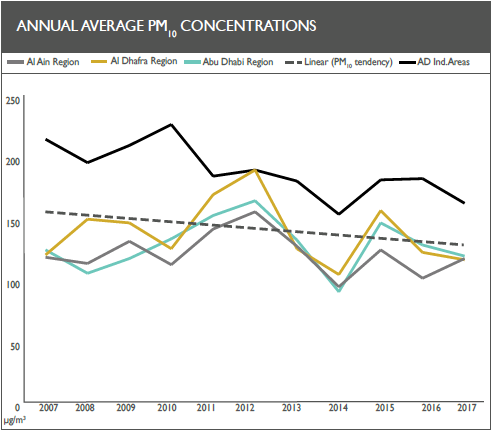 ANNUAL AVERAGE PM10 CONCENTRATIONS
Al Ain Region Al Dhafra Region Abu Dhabi Region Linear (PM10 tendency) AD Ind.Areas
250
200
150
100
50
0
2007 2008 2009 2010 2011 2012 2013 2014 2015 2016 2017
µg/m³